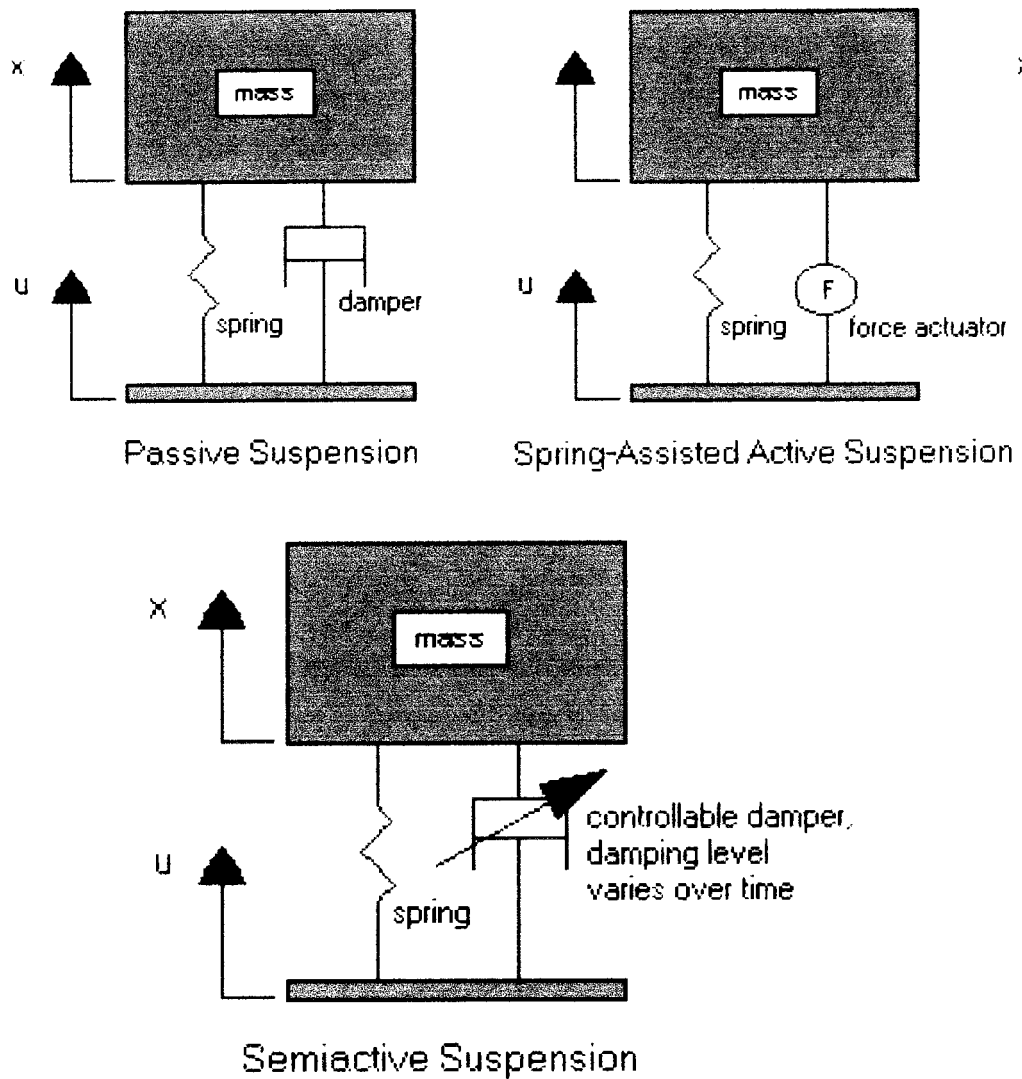 x
mass
u
spring
damper
Passive Suspension
mass
u
spring
F
force actuator
Spring-Assisted Active Suspension
x
mass
u
spring
controllable damper,
damping level
varies over time
Semiactive Suspension